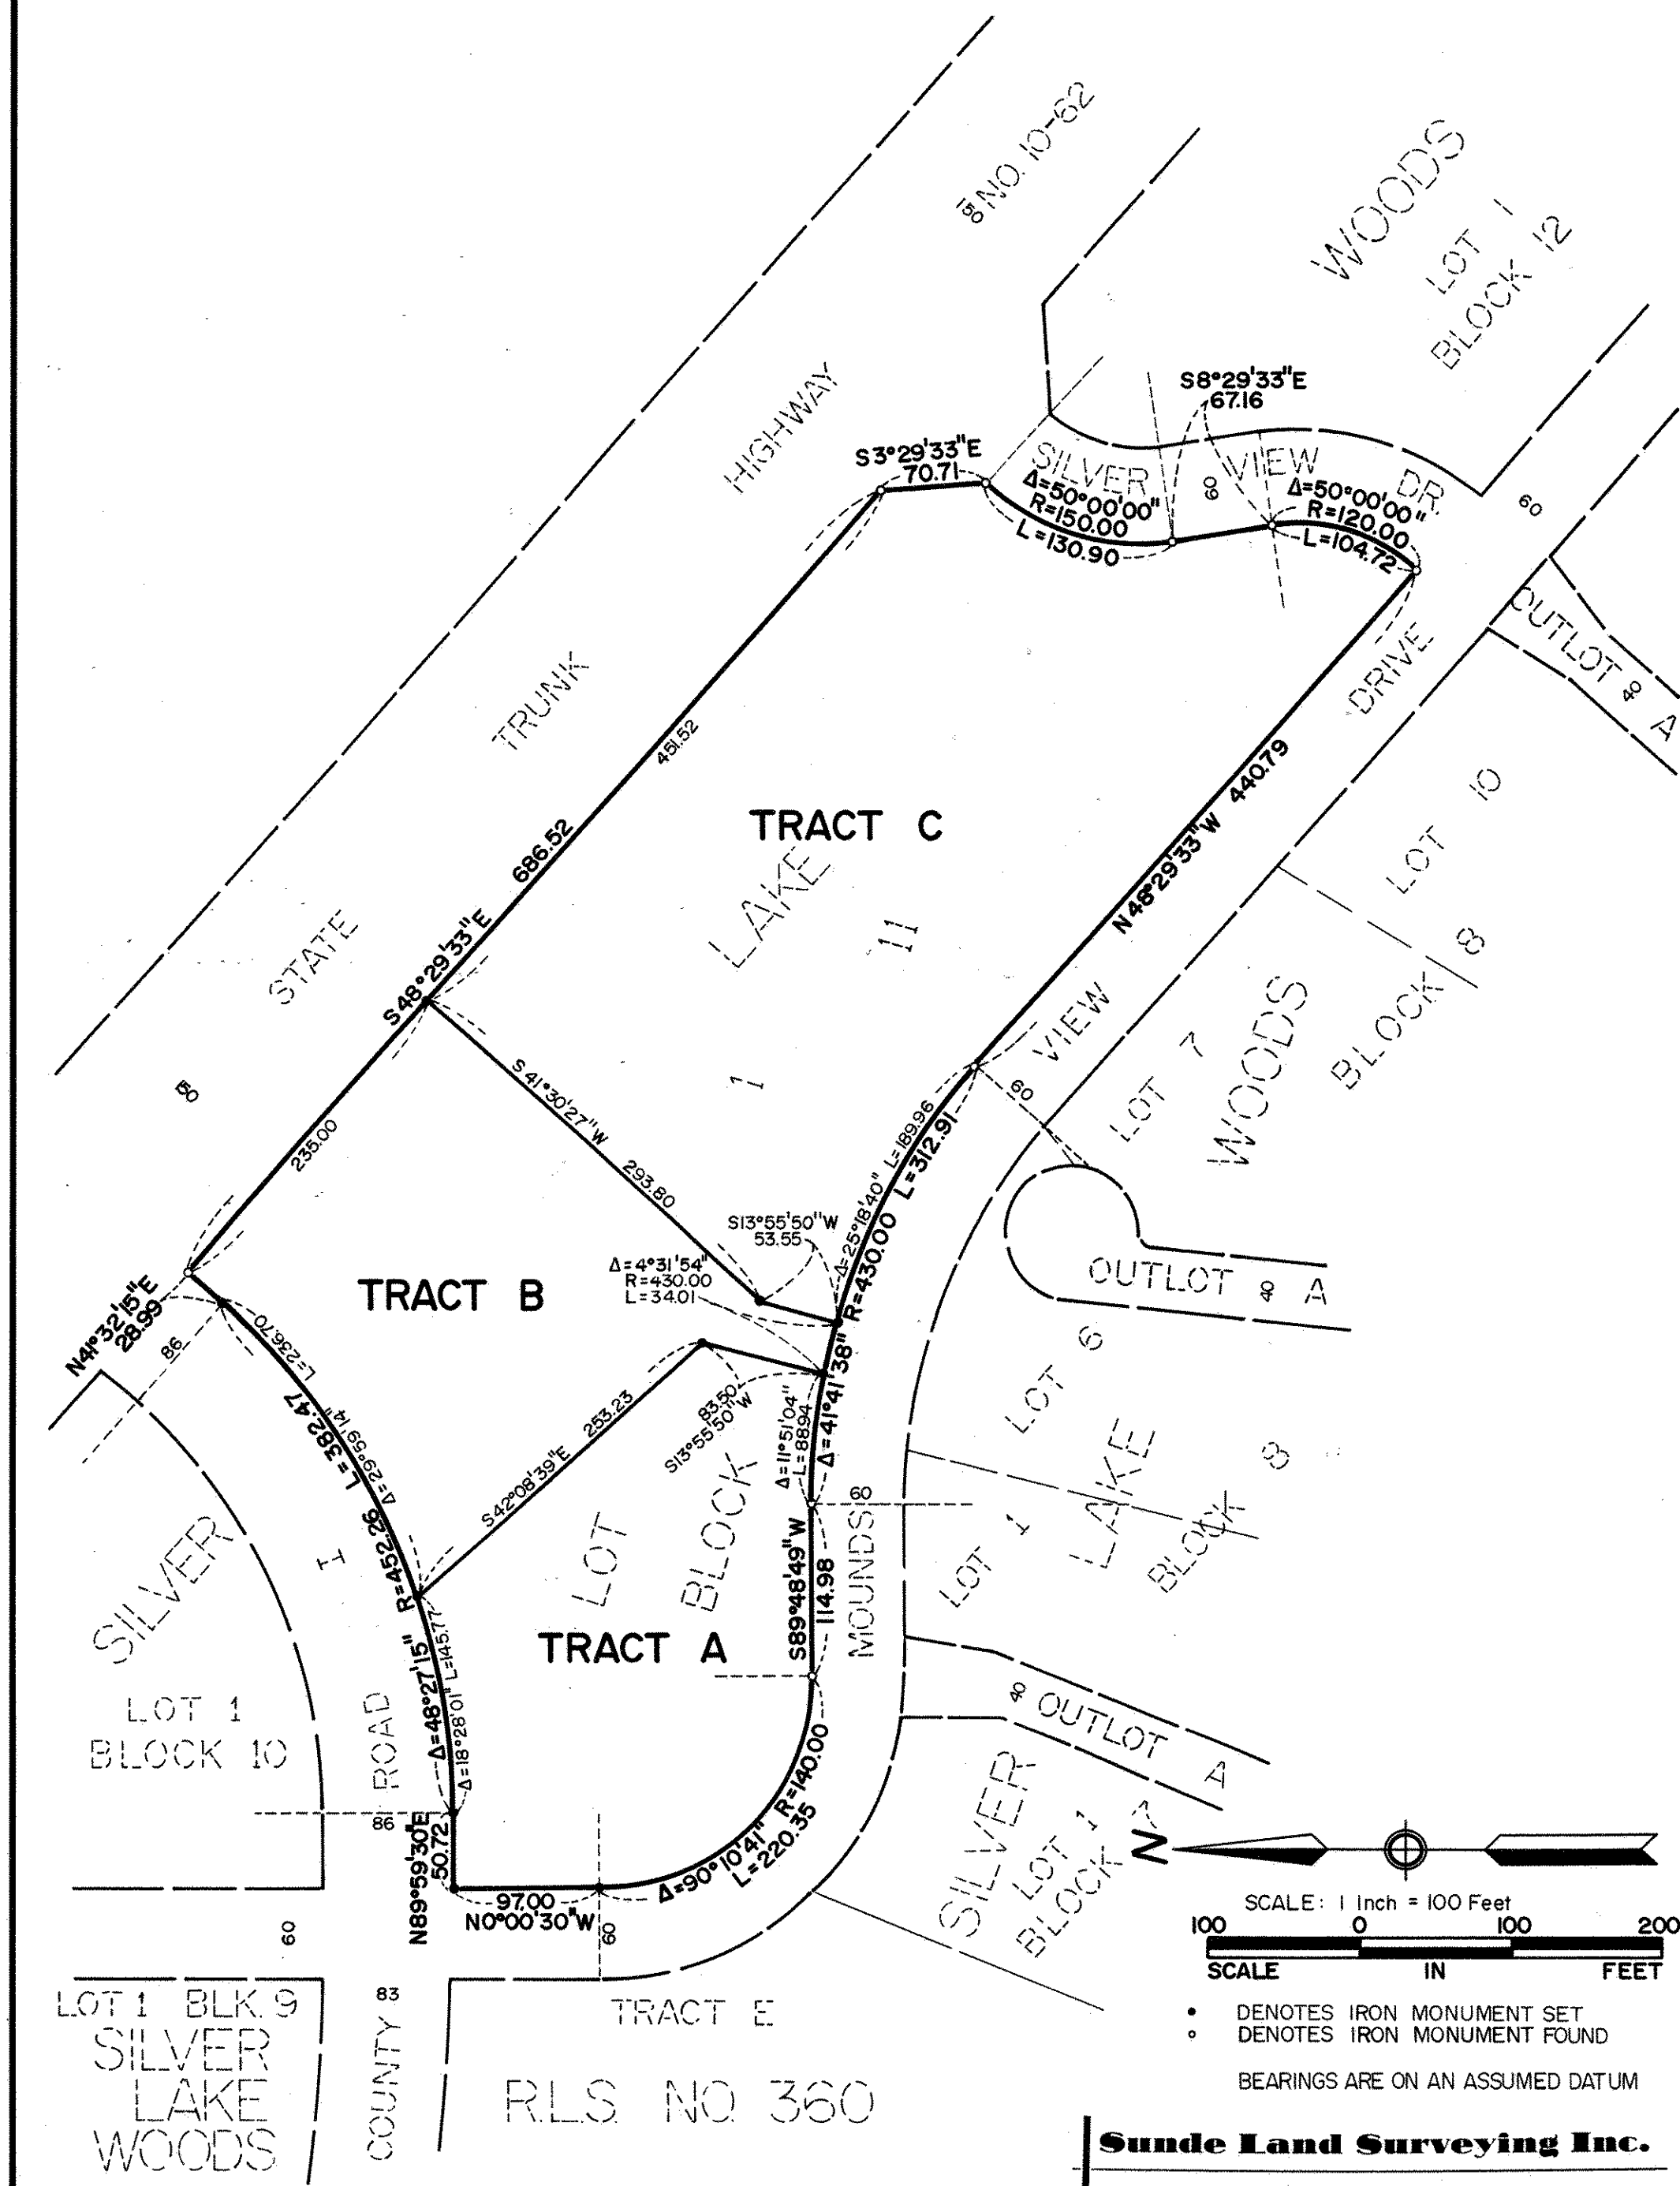 150 NO. 10-62
HIGHWAY
TRUNK
STATE
150
WOODS
LOT 1
BLOCK 12
S8°29'33"E
67.16
S3°29'33"E
70.71
SILVER VIEW DR.
60
Δ=50°00'00"
R=150.00
L=130.90
Δ=50°00'00"
R=120.00
L=104.72
60
OUTLOT A
40
DRIVE
451.52
686.52
S48°29'33"E
TRACT C
LAKE
11
1
N48°29'33"W 440.79
LOT 10
BLOCK 8
WOODS
VIEW
LOT 7
60
235.00
S41°30'27"W
293.80
S13°55'50"W
53.55
Δ=25°18'40" L=189.96
R=430.00 L=312.91
Δ=41°41'38"
Δ=4°31'54"
R=430.00
L=34.01
TRACT B
OUTLOT A
40
N41°32'15"E
28.99
86
L=236.70
Δ=29°59'14"
L=382.47
R=452.26
Δ=48°27'15"
Δ=18°28'01" L=145.77
S42°08'39"E 253.23
83.50
S13°55'50"W
Δ=11°51'04"
L=88.94
LOT 6
LAKE
BLOCK 8
LOT 1
60
MOUNDS
S89°48'49"W
114.98
LOT
BLOCK
TRACT A
SILVER
I
LOT 1
BLOCK 10
ROAD
86
N89°59'30"E
50.72
97.00
N0°00'30"W
60
Δ=90°10'41" R=140.00
L=220.35
40 OUTLOT A
SILVER
LOT 1
BLOCK 7
N
SCALE: 1 Inch = 100 Feet
100 0 100 200
SCALE IN FEET
• DENOTES IRON MONUMENT SET
° DENOTES IRON MONUMENT FOUND
BEARINGS ARE ON AN ASSUMED DATUM
60
LOT 1 BLK. 9
SILVER
LAKE
WOODS
83
COUNTY
TRACT E
R.L.S. NO. 360
Sunde Land Surveying Inc.